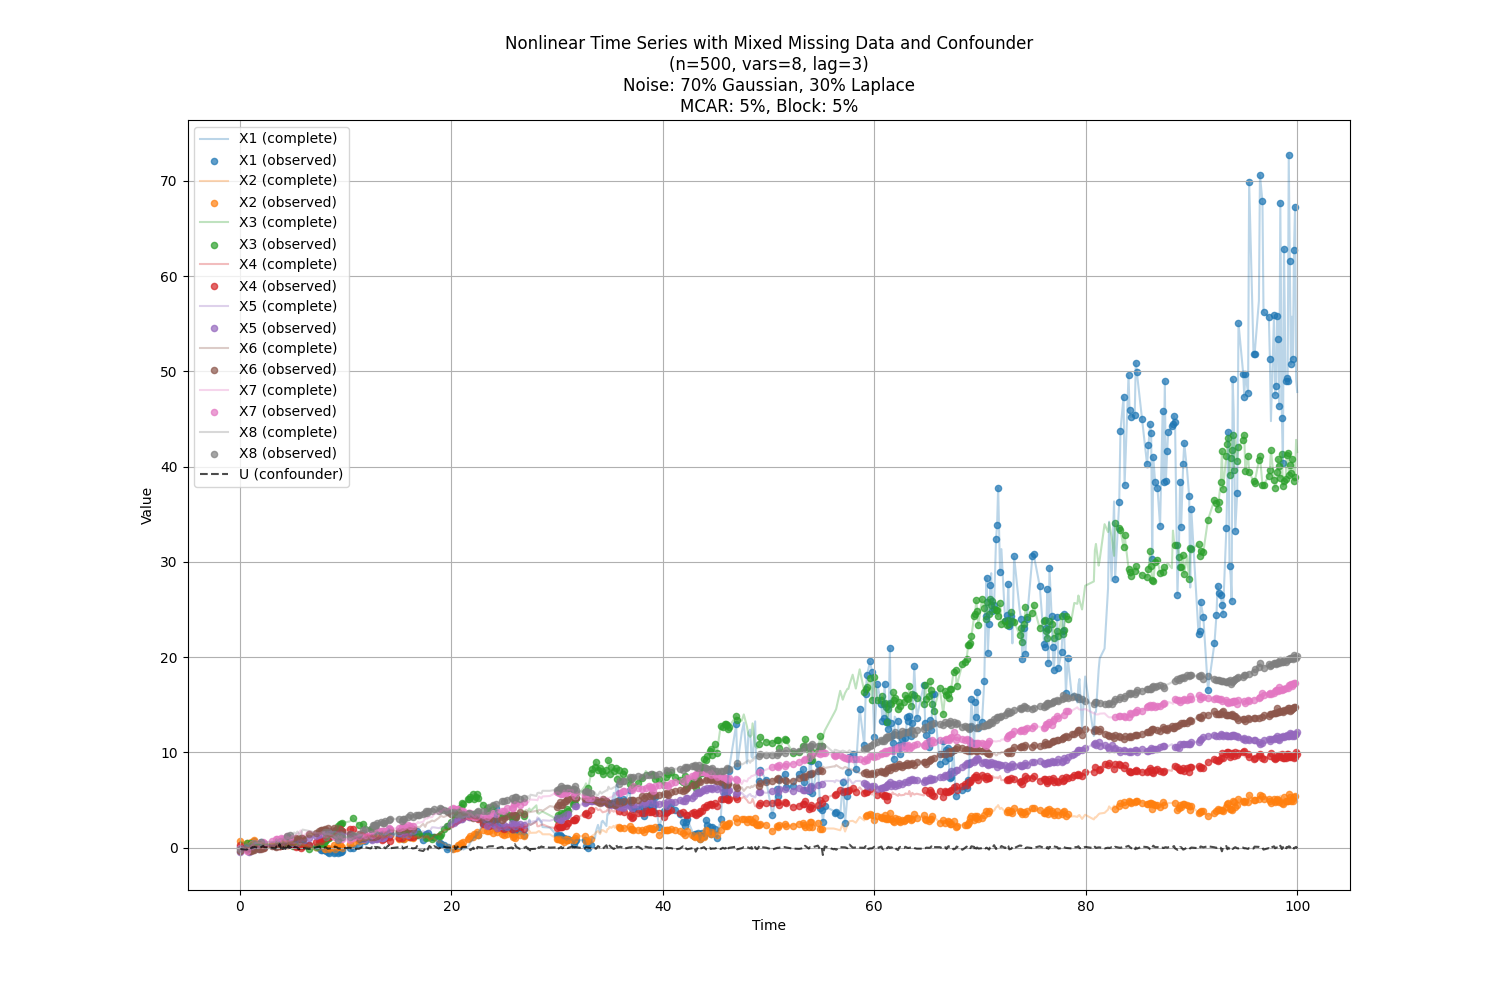 Nonlinear Time Series with Mixed Missing Data and Confounder
(n=500, vars=8, lag=3)
Noise: 70% Gaussian, 30% Laplace
MCAR: 5%, Block: 5%
X1 (complete)
X1 (observed)
X2 (complete)
X2 (observed)
X3 (complete)
X3 (observed)
X4 (complete)
X4 (observed)
X5 (complete)
X5 (observed)
X6 (complete)
X6 (observed)
X7 (complete)
X7 (observed)
X8 (complete)
X8 (observed)
U (confounder)
70
60
50
40
30
20
10
0
Value
0 20 40 60 80 100
Time